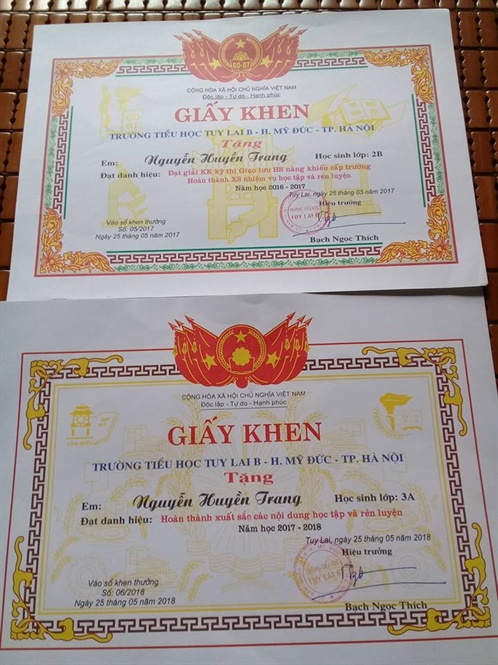 GD-ĐT
CỘNG HÒA XÃ HỘI CHỦ NGHĨA VIỆT NAM
Độc lập - Tự do - Hạnh phúc
GIẤY KHEN
TRƯỜNG TIỂU HỌC TUY LAI B - H. MỸ ĐỨC - TP. HÀ NỘI
Tặng
Em: Nguyễn Huyền Trang Học sinh lớp: 2B
Đạt danh hiệu: Đạt giải KK kỳ thi Giao lưu HS năng khiếu cấp trường
Hoàn thành XS nhiệm vụ học tập và rèn luyện
Năm học 2016 - 2017
Tuy Lai, ngày 25 tháng 05 năm 2017
Hiệu trưởng
Vào sổ khen thưởng
Số: 05/2017
Ngày 25 tháng 05 năm 2017
TUY LAI B
Bạch Ngọc Thích
CỘNG HÒA XÃ HỘI CHỦ NGHĨA VIỆT NAM
Độc lập - Tự do - Hạnh phúc
GIẤY KHEN
TRƯỜNG TIỂU HỌC TUY LAI B - H. MỸ ĐỨC - TP. HÀ NỘI
Tặng
Em: Nguyễn Huyền Trang Học sinh lớp: 3A
Đạt danh hiệu: Hoàn thành xuất sắc các nội dung học tập và rèn luyện
Năm học 2017 - 2018
Tuy Lai, ngày 25 tháng 05 năm 2018
Hiệu trưởng
Vào sổ khen thưởng
Số: 06/2018
Ngày 25 tháng 05 năm 2018
TUY LAI B
Bạch Ngọc Thích